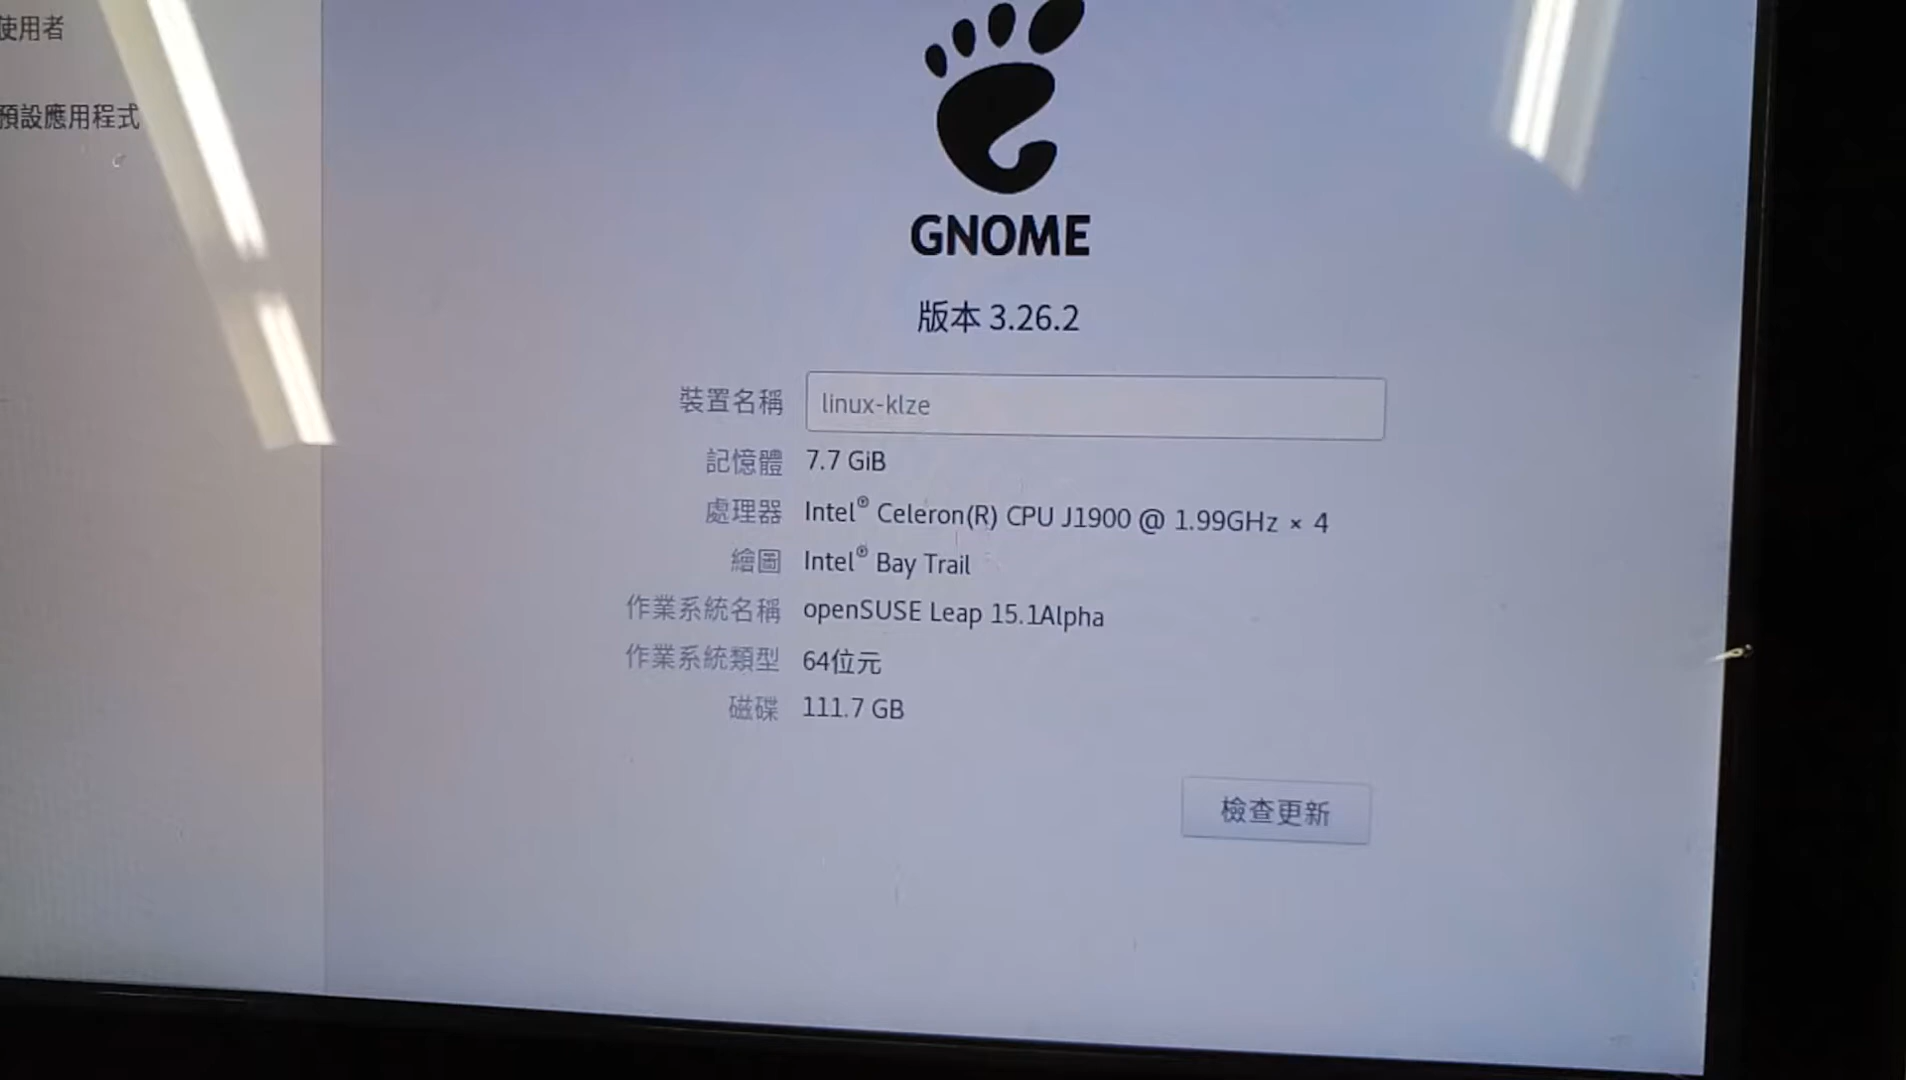 使用者
預設應用程式
GNOME
版本 3.26.2
裝置名稱 linux-klze
記憶體 7.7 GiB
處理器 Intel® Celeron(R) CPU J1900 @ 1.99GHz × 4
繪圖 Intel® Bay Trail
作業系統名稱 openSUSE Leap 15.1Alpha
作業系統類型 64位元
磁碟 111.7 GB
檢查更新